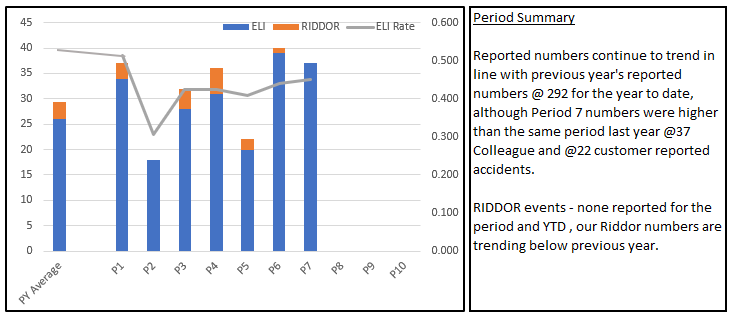 ELI RIDDOR ELI Rate
45
40
35
30
25
20
15
10
5
0
0.600
0.500
0.400
0.300
0.200
0.100
0.000
PY Average P1 P2 P3 P4 P5 P6 P7 P8 P9 P10
Period Summary
Reported numbers continue to trend in
line with previous year's reported
numbers @ 292 for the year to date,
although Period 7 numbers were higher
than the same period last year @37
Colleague and @22 customer reported
accidents.
RIDDOR events - none reported for the
period and YTD , our Riddor numbers are
trending below previous year.